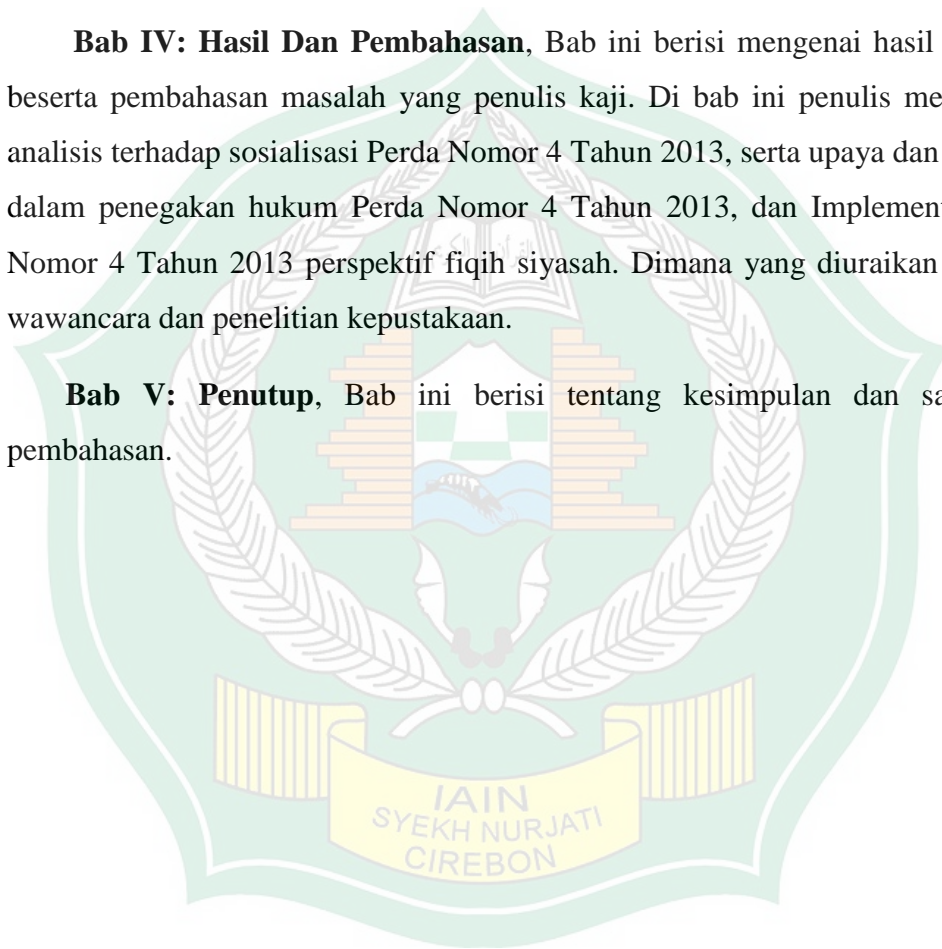 Bab IV: Hasil Dan Pembahasan, Bab ini berisi mengenai hasil
beserta pembahasan masalah yang penulis kaji. Di bab ini penulis me
analisis terhadap sosialisasi Perda Nomor 4 Tahun 2013, serta upaya dan
dalam penegakan hukum Perda Nomor 4 Tahun 2013, dan Implement
Nomor 4 Tahun 2013 perspektif fiqih siyasah. Dimana yang diuraikan
wawancara dan penelitian kepustakaan.
Bab V: Penutup, Bab ini berisi tentang kesimpulan dan sa
pembahasan.
IAIN
SYEKH NURJATI
CIREBON